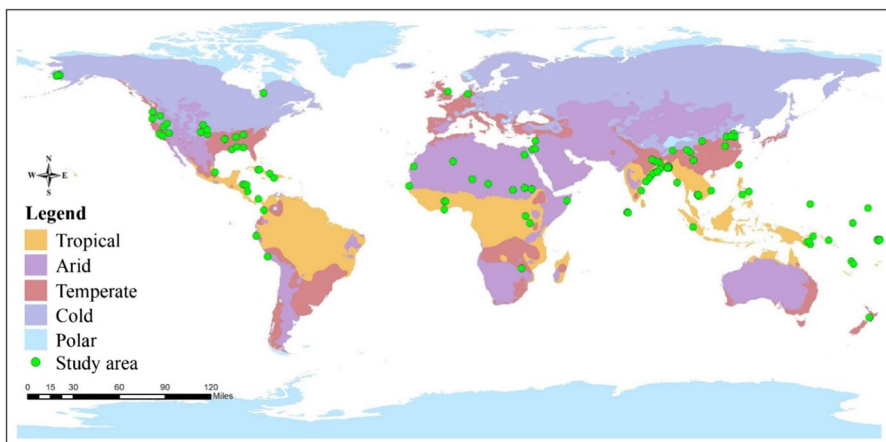 N
W E
S
Legend
Tropical
Arid
Temperate
Cold
Polar
Study area
0 15 30 60 90 120
Miles